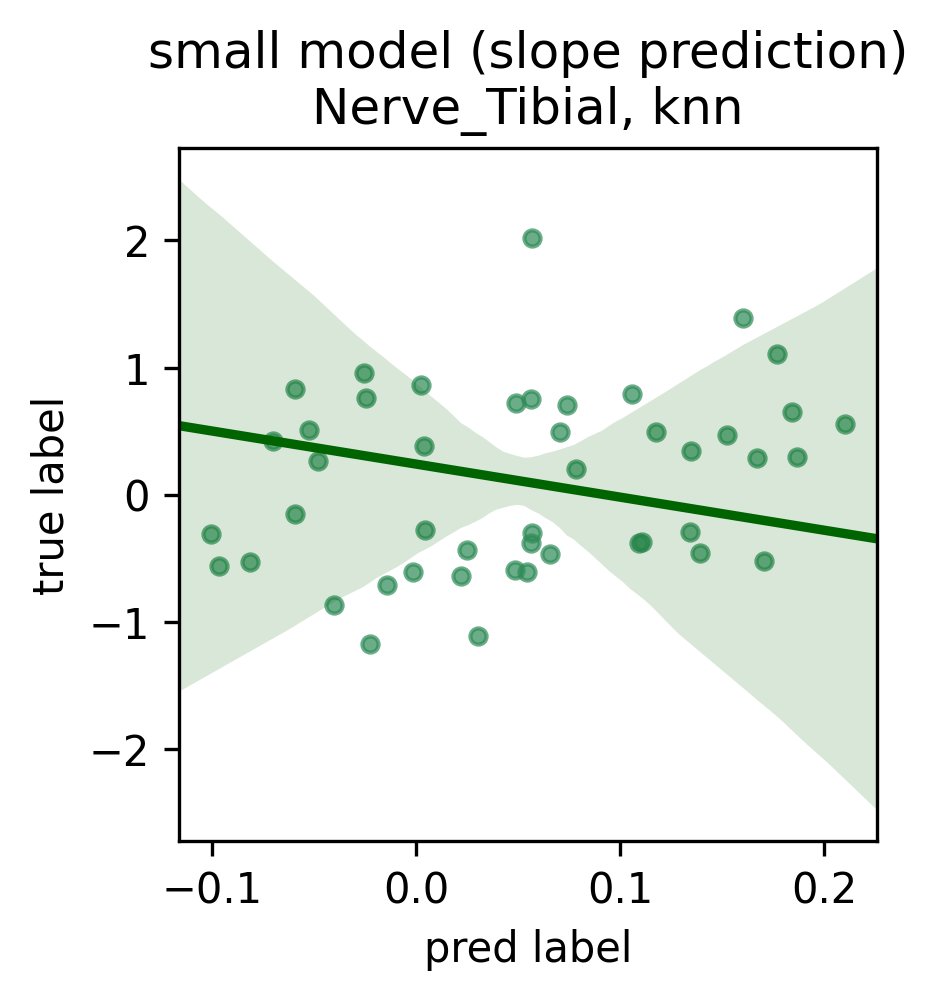 small model (slope prediction)
Nerve_Tibial, knn
2
1
0
−1
−2
true label
−0.1 0.0 0.1 0.2
pred label